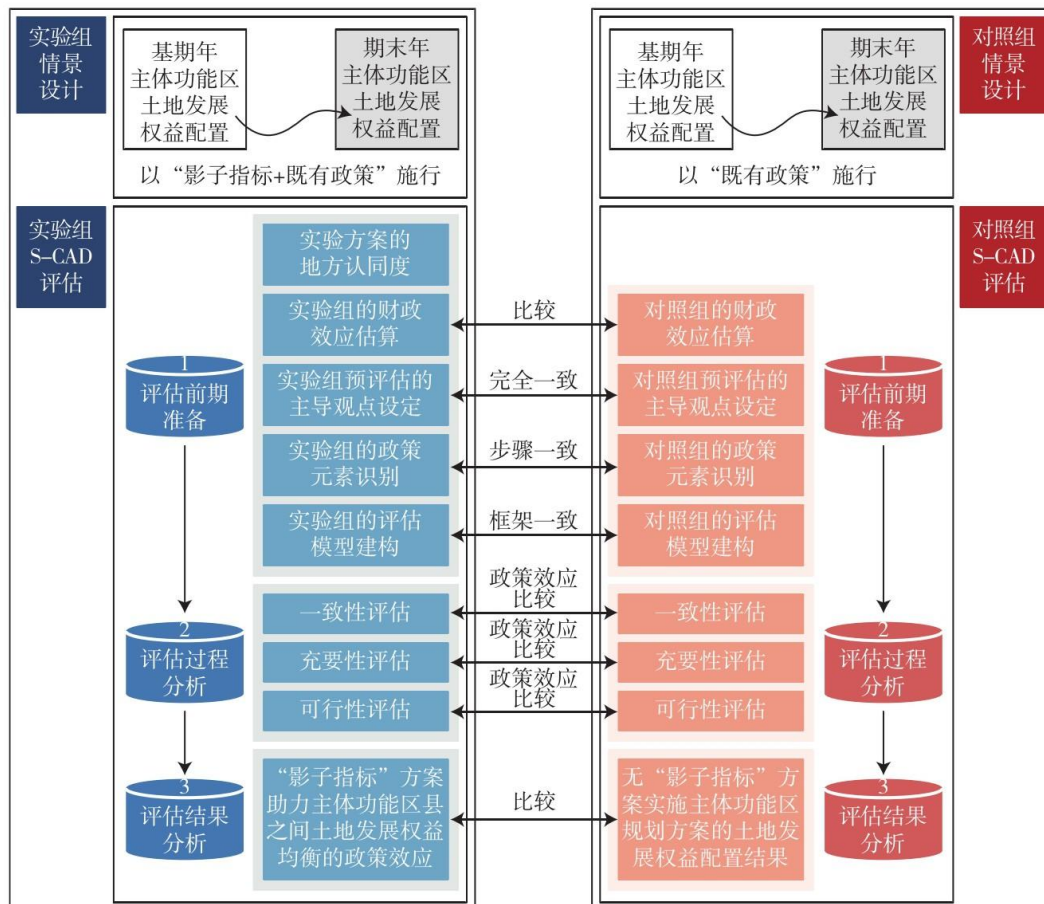 实验组
情景
设计
基期年
主体功能区
土地发展
权益配置
期末年
主体功能区
土地发展
权益配置
以“影子指标+既有政策”施行
基期年
主体功能区
土地发展
权益配置
期末年
主体功能区
土地发展
权益配置
以“既有政策”施行
对照组
情景
设计
实验组
S-CAD
评估
对照组
S-CAD
评估
1
评估前期
准备
实验方案的
地方认同度
实验组的财政
效应估算
比较
对照组的财政
效应估算
实验组预评估的
主导观点设定
完全一致
对照组预评估的
主导观点设定
实验组的政策
元素识别
步骤一致
对照组的政策
元素识别
实验组的评估
模型建构
框架一致
对照组的评估
模型建构
1
评估前期
准备
2
评估过程
分析
一致性评估
政策效应
比较
一致性评估
充要性评估
政策效应
比较
充要性评估
可行性评估
政策效应
比较
可行性评估
2
评估过程
分析
3
评估结果
分析
“影子指标”方案
助力主体功能区县
之间土地发展权益
均衡的政策效应
比较
无“影子指标”方
案实施主体功能区
规划方案的土地发
展权益配置结果
3
评估结果
分析